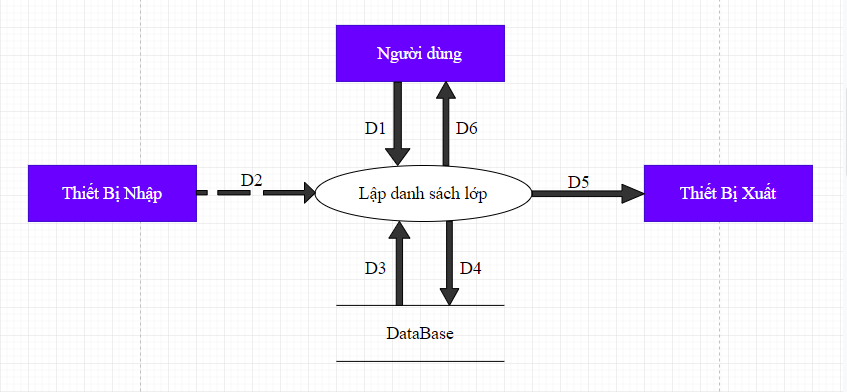 Người dùng
D1
D6
Thiết Bị Nhập
D2
Lập danh sách lớp
D5
Thiết Bị Xuất
D3
D4
DataBase